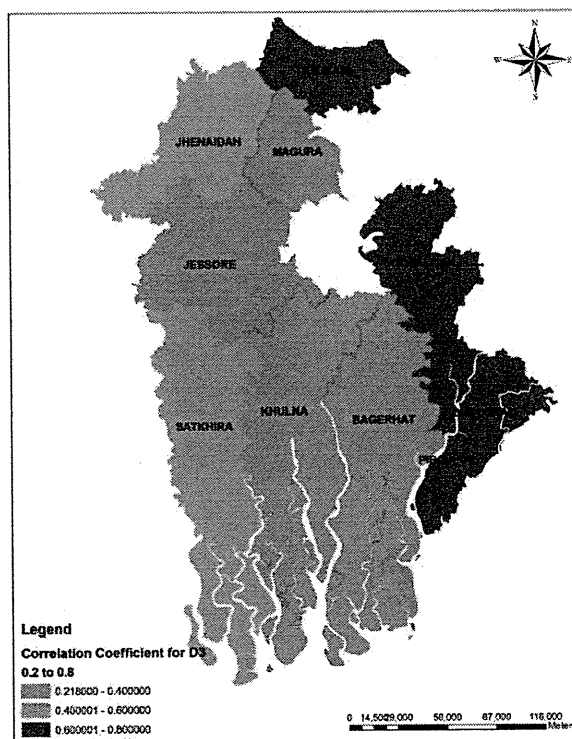 N
W E
S
JHENAIDAH
MAGURA
JESSORE
SATKHIRA
KHULNA
BAGERHAT
Legend
Correlation Coefficient for D3
0.2 to 0.8
0.218000 - 0.400000
0.400001 - 0.600000
0.600001 - 0.800000
0 14,500 29,000 58,000 87,000 116,000
Meters